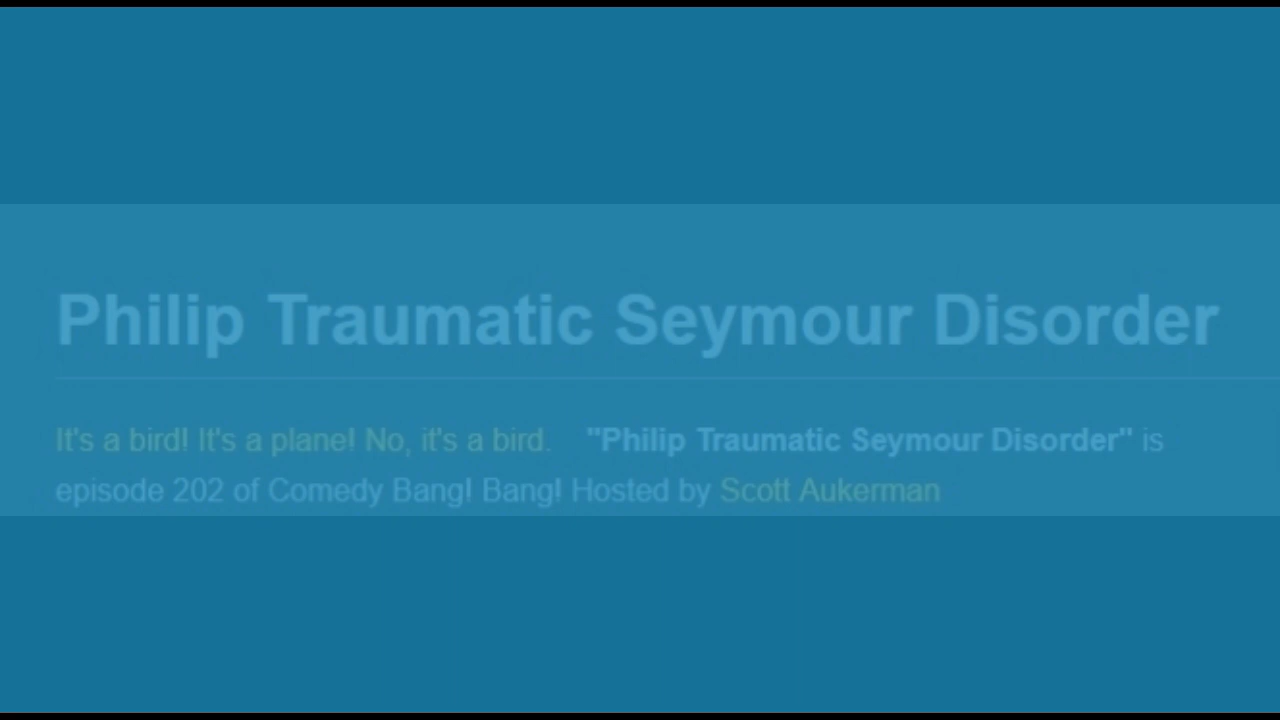 Philip Traumatic Seymour Disorder
It's a bird! It's a plane! No, it's a bird. "Philip Traumatic Seymour Disorder" is
episode 202 of Comedy Bang! Bang! Hosted by Scott Aukerman